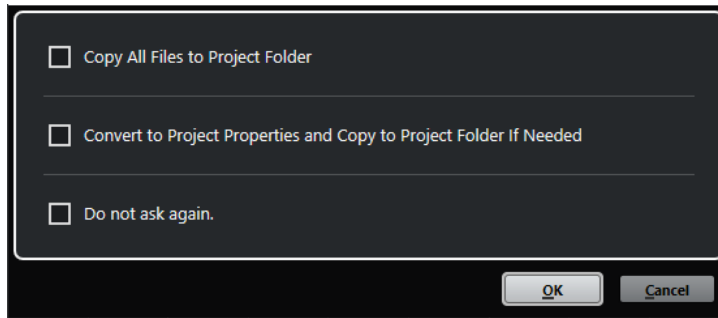 Copy All Files to Project Folder
Convert to Project Properties and Copy to Project Folder If Needed
Do not ask again.
OK
Cancel